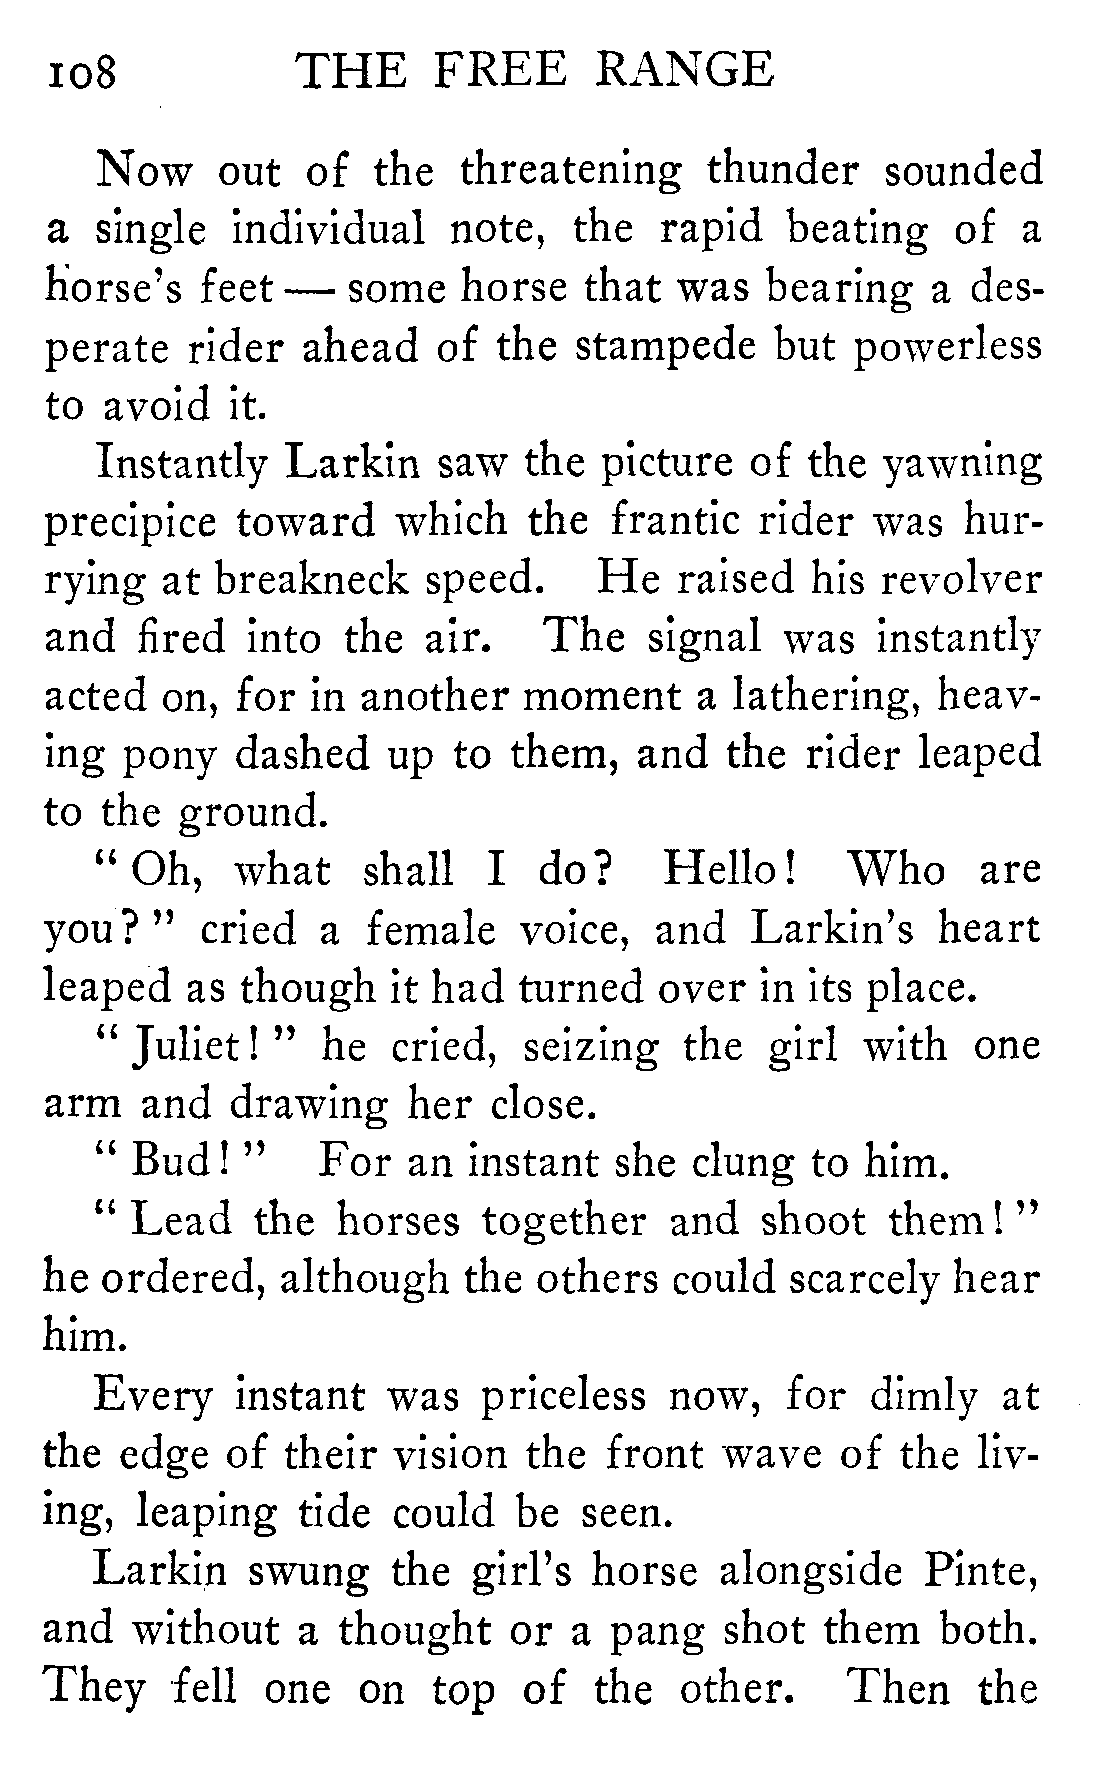 108 THE FREE RANGE
Now out of the threatening thunder sounded
a single individual note, the rapid beating of a
horse's feet — some horse that was bearing a des-
perate rider ahead of the stampede but powerless
to avoid it.
Instantly Larkin saw the picture of the yawning
precipice toward which the frantic rider was hur-
rying at breakneck speed. He raised his revolver
and fired into the air. The signal was instantly
acted on, for in another moment a lathering, heav-
ing pony dashed up to them, and the rider leaped
to the ground.
" Oh, what shall I do? Hello! Who are
you? " cried a female voice, and Larkin's heart
leaped as though it had turned over in its place.
" Juliet! " he cried, seizing the girl with one
arm and drawing her close.
" Bud! " For an instant she clung to him.
" Lead the horses together and shoot them! "
he ordered, although the others could scarcely hear
him.
Every instant was priceless now, for dimly at
the edge of their vision the front wave of the liv-
ing, leaping tide could be seen.
Larkin swung the girl's horse alongside Pinte,
and without a thought or a pang shot them both.
They fell one on top of the other. Then the